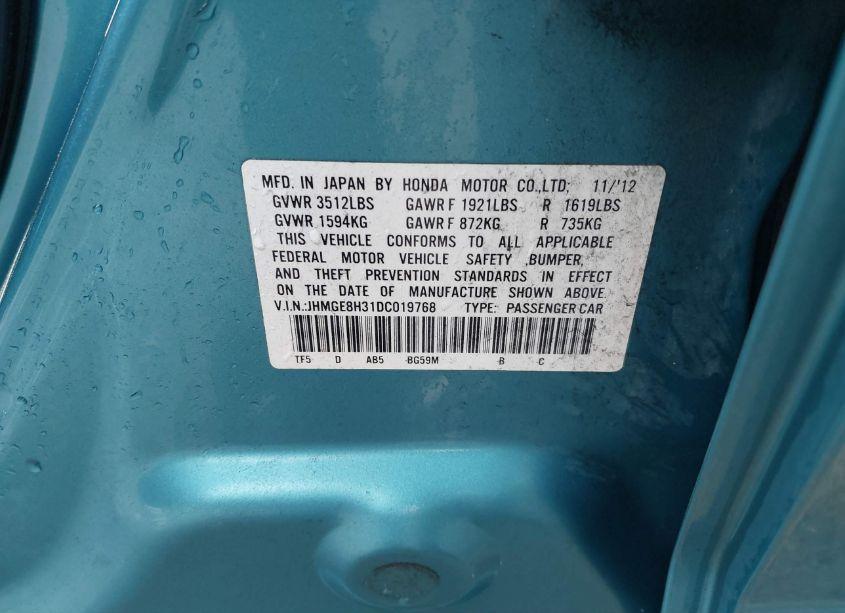 MFD. IN JAPAN BY HONDA MOTOR CO.,LTD; 11/'12
GVWR 3512LBS GAWR F 1921LBS R 1619LBS
GVWR 1594KG GAWR F 872KG R 735KG
THIS VEHICLE CONFORMS TO ALL APPLICABLE
FEDERAL MOTOR VEHICLE SAFETY ,BUMPER,
AND THEFT PREVENTION STANDARDS IN EFFECT
ON THE DATE OF MANUFACTURE SHOWN ABOVE.
V.I.N.:JHMGE8H31DC019768 TYPE: PASSENGER CAR
TF5 D AB5 BG59M B C